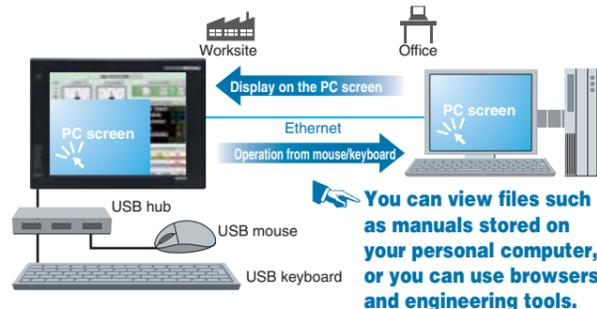 Worksite
Office
Display on the PC screen
PC screen
PC screen
Ethernet
Operation from mouse/keyboard
USB hub
USB mouse
USB keyboard
You can view files such
as manuals stored on
your personal computer,
or you can use browsers
and engineering tools.